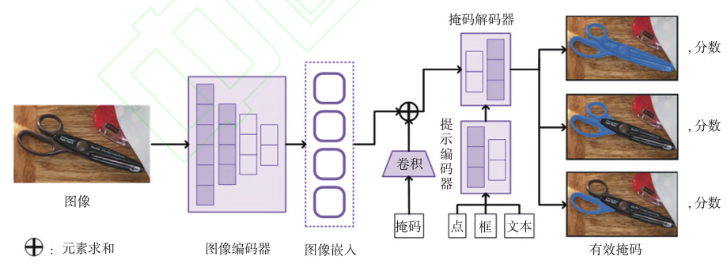 掩码解码器
,分数
提示编码器
,分数
卷积
图像
,分数
掩码
点
框
文本
⊕：元素求和
图像编码器
图像嵌入
有效掩码